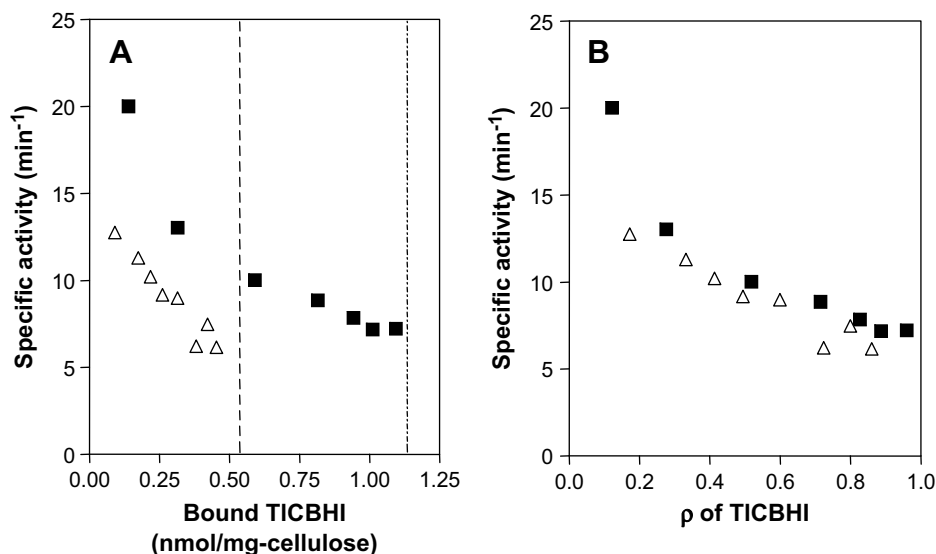 A
Specific activity (min-1)
25
20
15
10
5
0
0.00 0.25 0.50 0.75 1.00 1.25
Bound TlCBHI
(nmol/mg-cellulose)
B
Specific activity (min-1)
25
20
15
10
5
0
0.0 0.2 0.4 0.6 0.8 1.0
ρ of TlCBHI